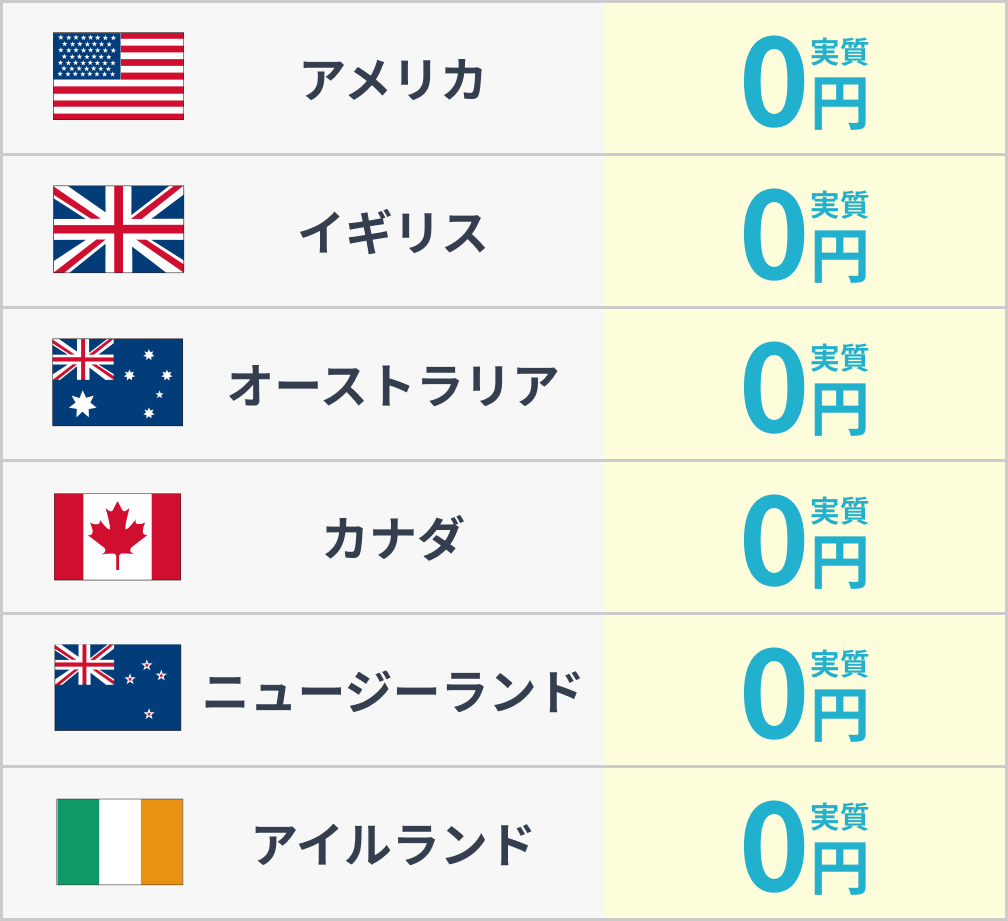 アメリカ 0実質円
イギリス 0実質円
オーストラリア 0実質円
カナダ 0実質円
ニュージーランド 0実質円
アイルランド 0実質円